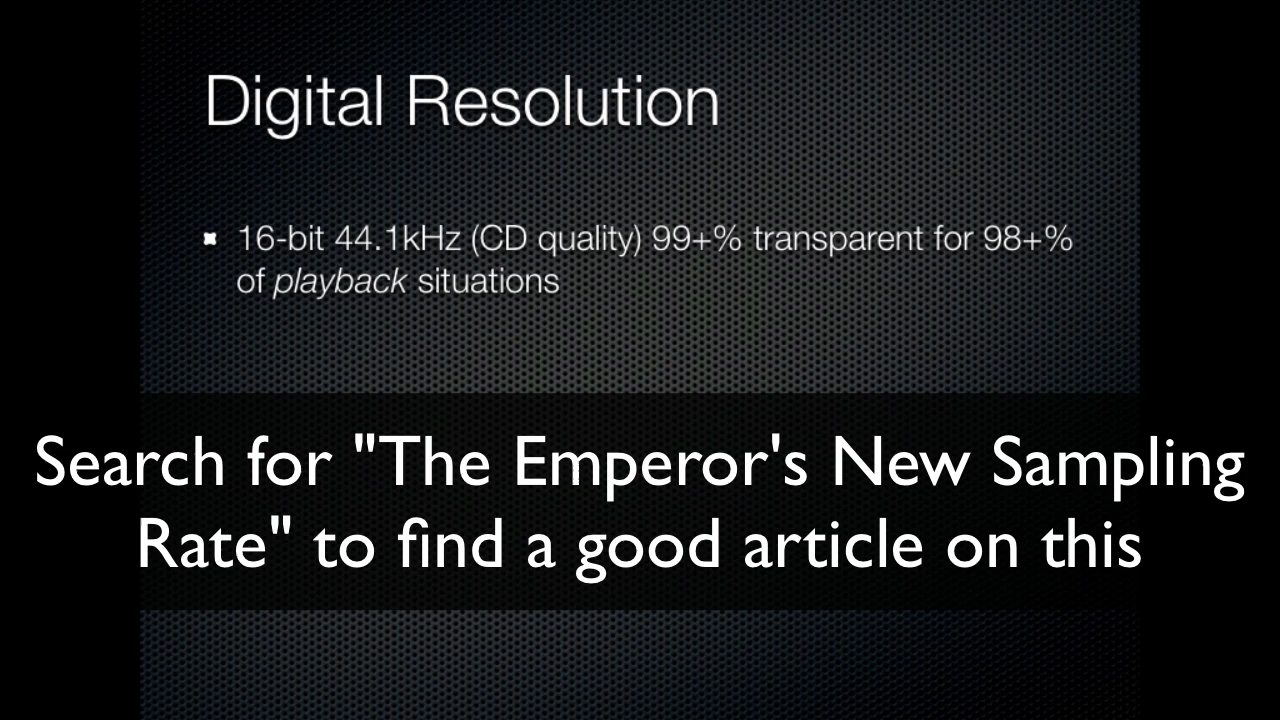 Digital Resolution
16-bit 44.1kHz (CD quality) 99+% transparent for 98+%
of playback situations
Search for "The Emperor's New Sampling
Rate" to find a good article on this